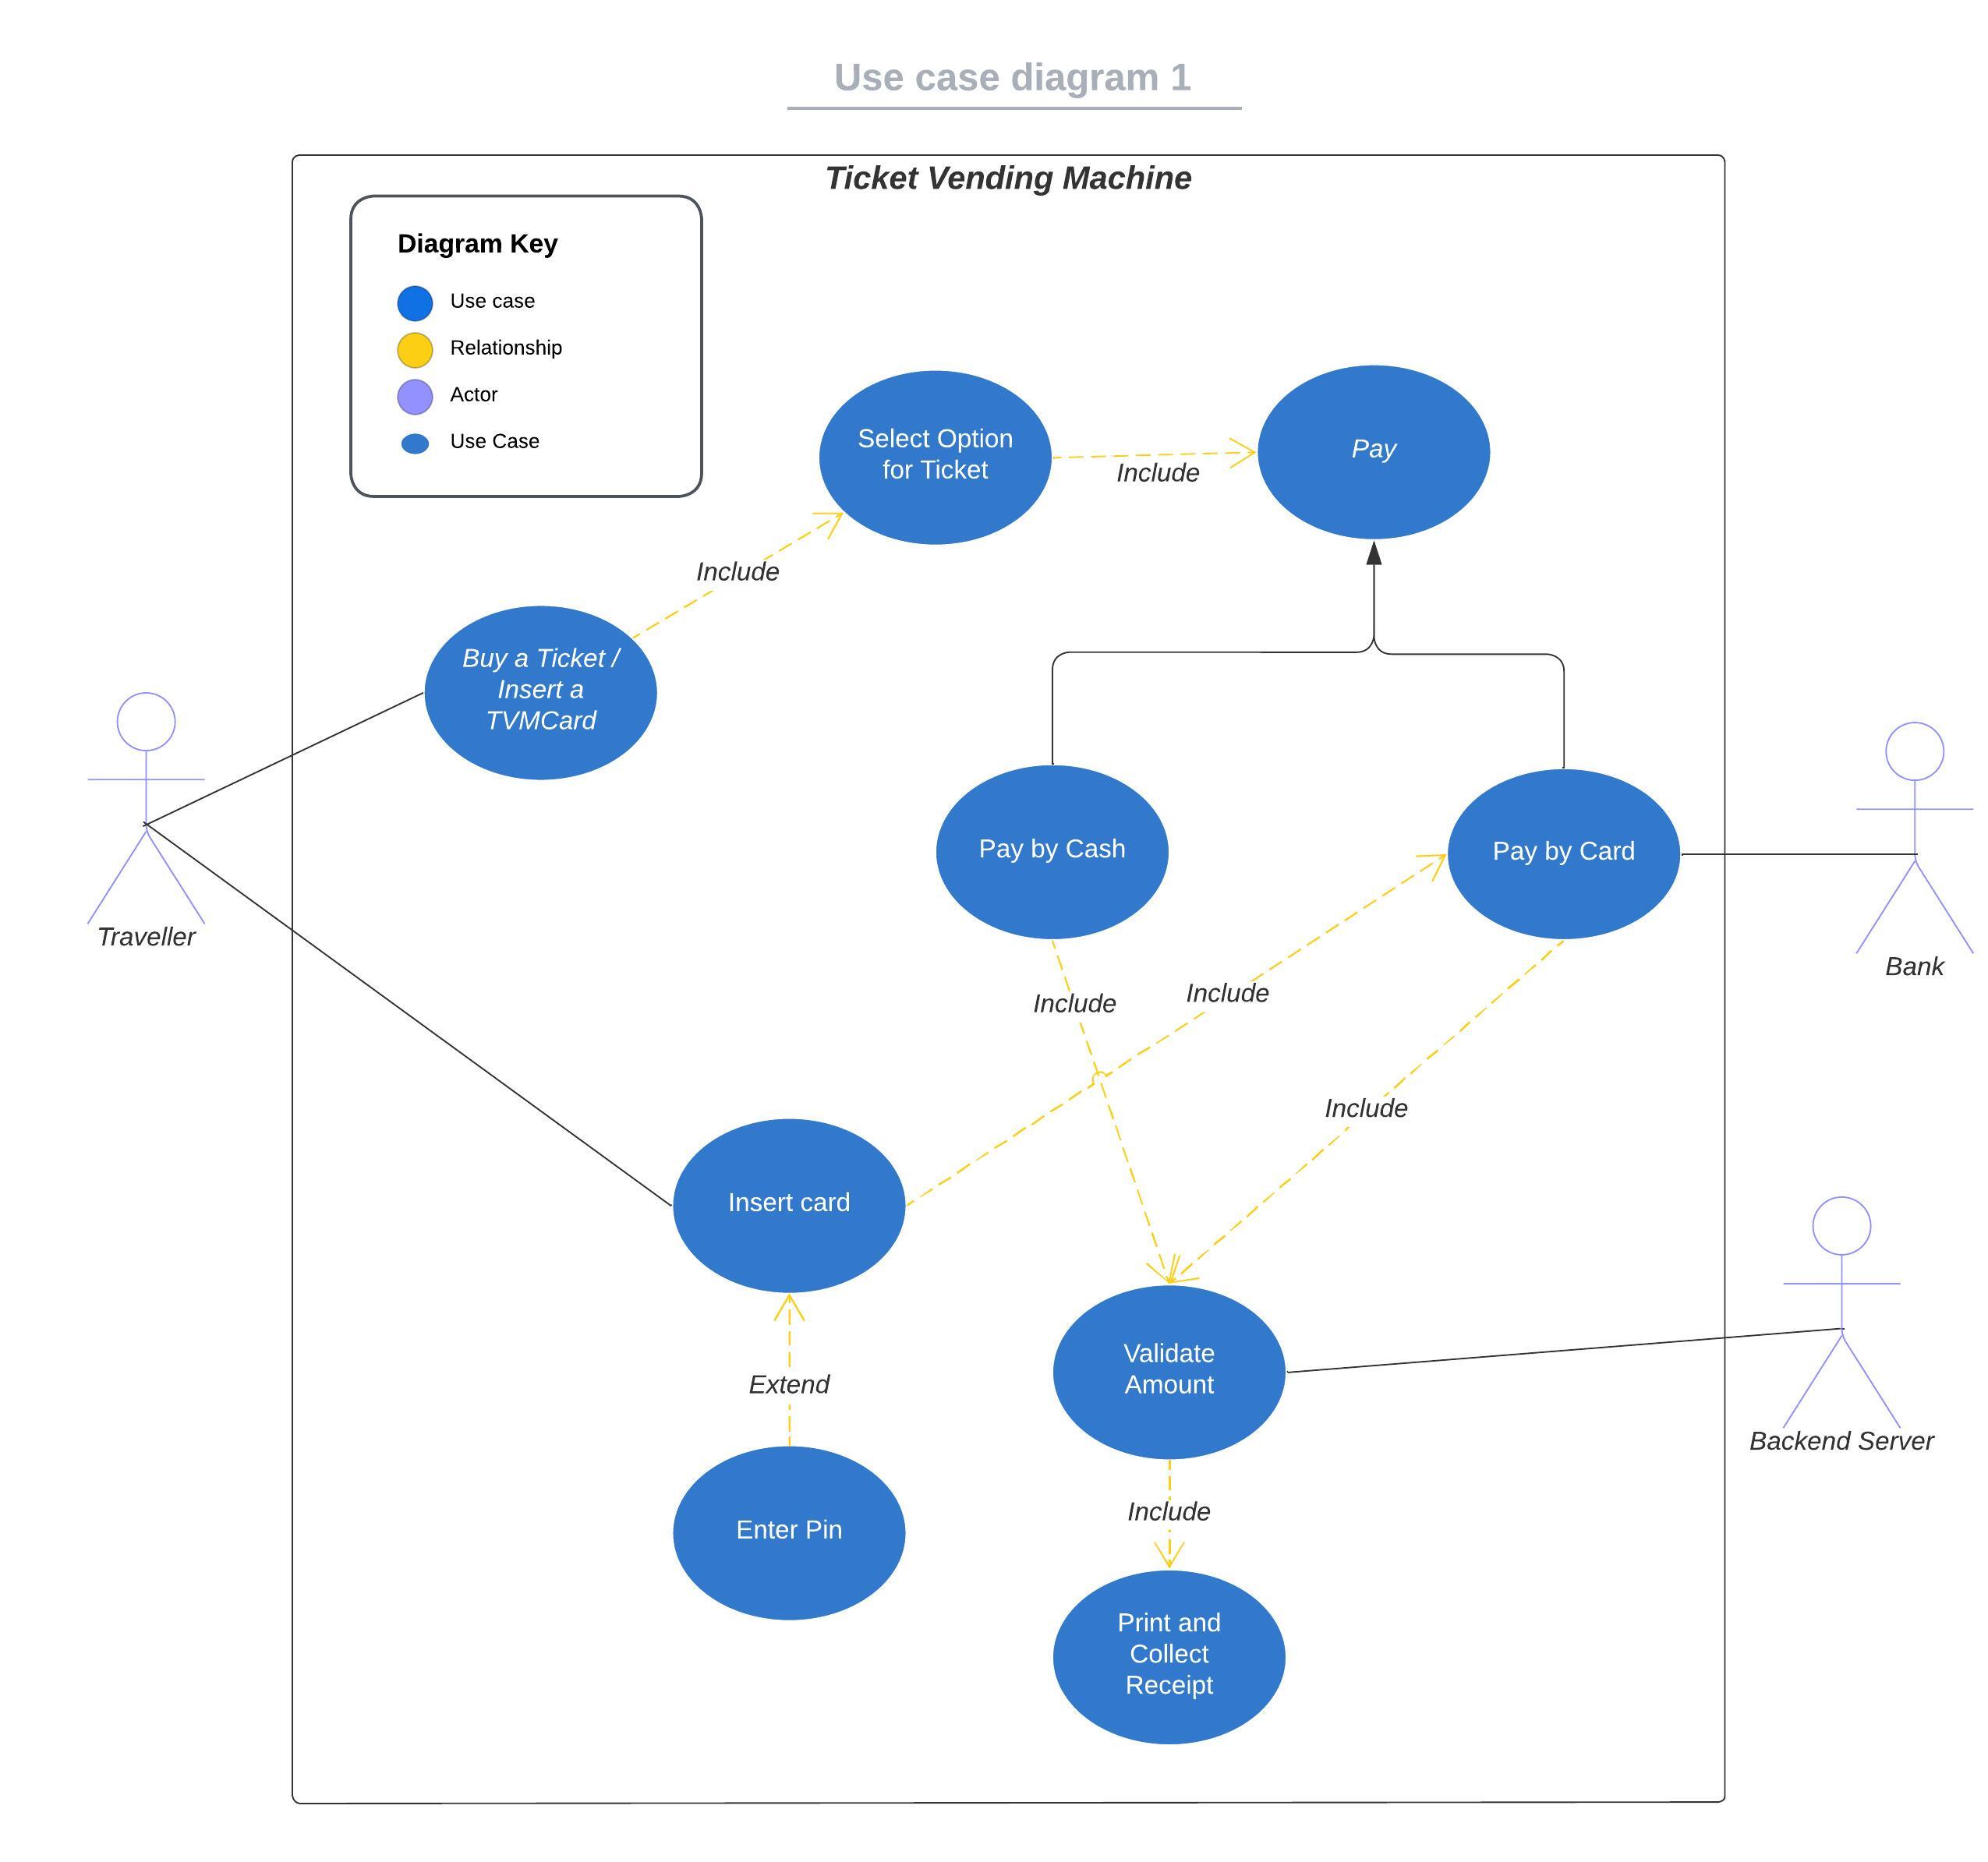 Use case diagram 1
Ticket Vending Machine
Diagram Key
Use case
Relationship
Actor
Use Case
Select Option
for Ticket
Include
Pay
Include
Buy a Ticket /
Insert a
TVMCard
Traveller
Pay by Cash
Pay by Card
Bank
Include
Include
Include
Insert card
Validate
Amount
Backend Server
Extend
Include
Enter Pin
Print and
Collect
Receipt